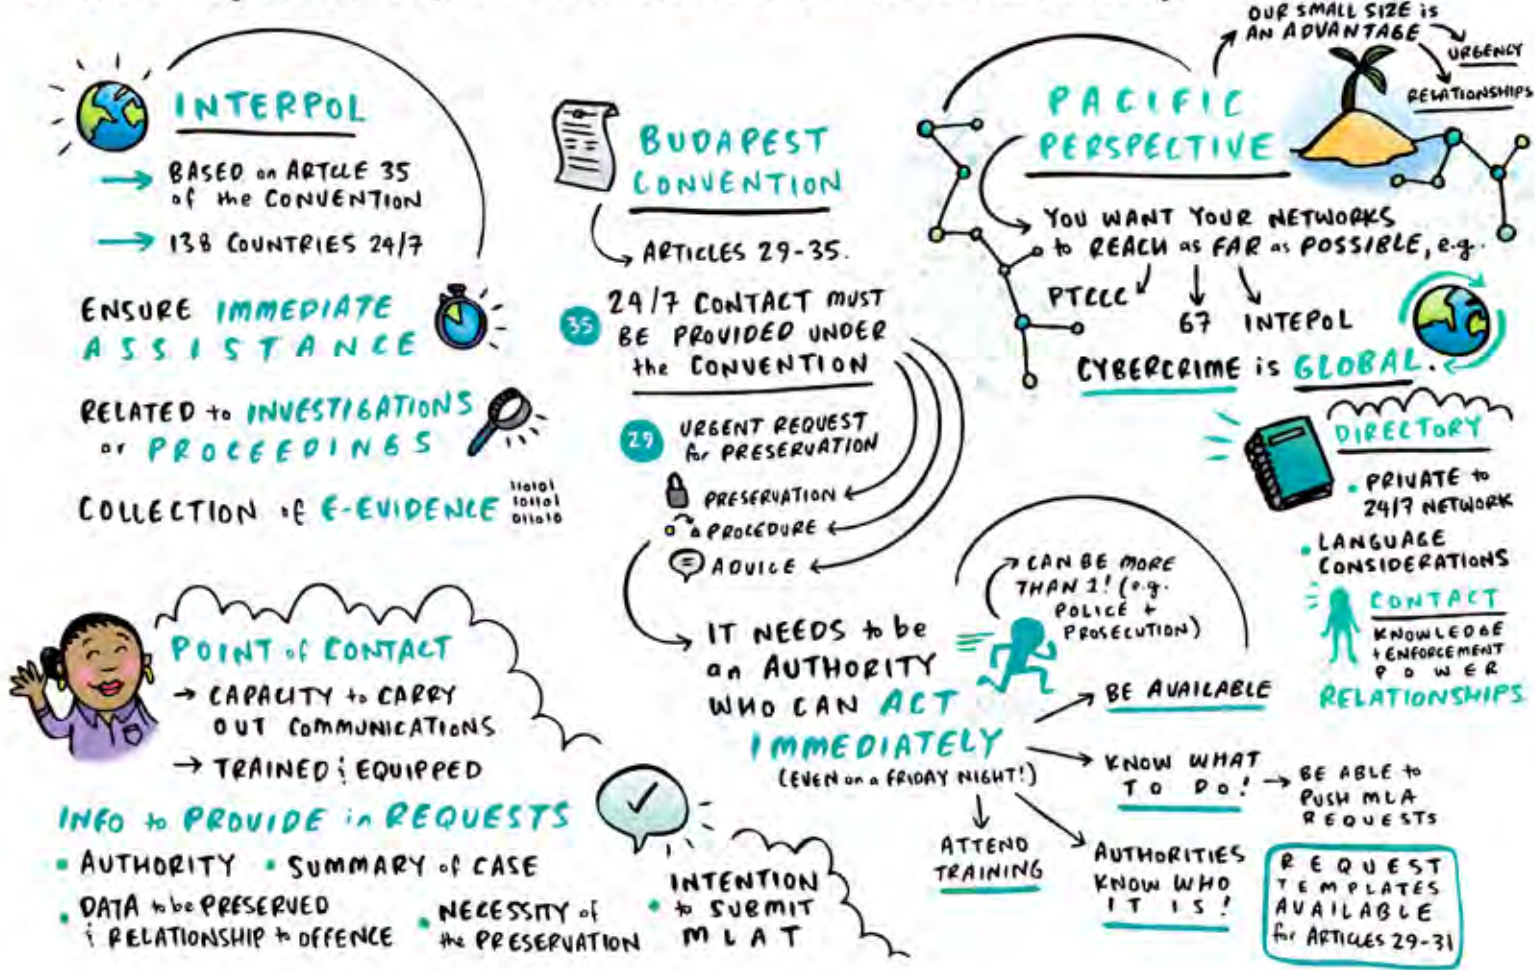 INTERPOL
BASED on ARTCLE 35
of the CONVENTION
138 COUNTRIES 24/7
ENSURE IMMEDIATE
ASSISTANCE
RELATED to INVESTIGATIONS
or PROCEEDINGS
COLLECTION of E-EVIDENCE
110101
101101
011010
BUDAPEST
CONVENTION
ARTICLES 29-35.
35
24/7 CONTACT MUST
BE PROVIDED UNDER
the CONVENTION
29
URGENT REQUEST
for PRESERVATION
PRESERVATION
PROCEDURE
ADVICE
IT NEEDS to be
an AUTHORITY
WHO CAN ACT
IMMEDIATELY
(EVEN on a FRIDAY NIGHT!)
CAN BE MORE
THAN 1! (e.g.
POLICE +
PROSECUTION)
BE AVAILABLE
KNOW WHAT
TO DO!
BE ABLE to
PUSH MLA
REQUESTS
AUTHORITIES
KNOW WHO
IT IS!
ATTEND
TRAINING
REQUEST
TEMPLATES
AVAILABLE
for ARTICLES 29-31
OUR SMALL SIZE is
AN ADVANTAGE
URGENCY
RELATIONSHIPS
PACIFIC
PERSPECTIVE
YOU WANT YOUR NETWORKS
to REACH as FAR as POSSIBLE, e.g.
PTCCC
67 INTEPOL
CYBERCRIME is GLOBAL.
DIRECTORY
PRIVATE to
24/7 NETWORK
LANGUAGE
CONSIDERATIONS
CONTACT
KNOWLEDGE
+ ENFORCEMENT
POWER
RELATIONSHIPS
POINT of CONTACT
CAPACITY to CARRY
OUT COMMUNICATIONS
TRAINED & EQUIPPED
INFO to PROVIDE in REQUESTS
AUTHORITY • SUMMARY of CASE
DATA to be PRESERVED
& RELATIONSHIP to OFFENCE
NECESSITY of
the PRESERVATION
INTENTION
to SUBMIT
MLAT